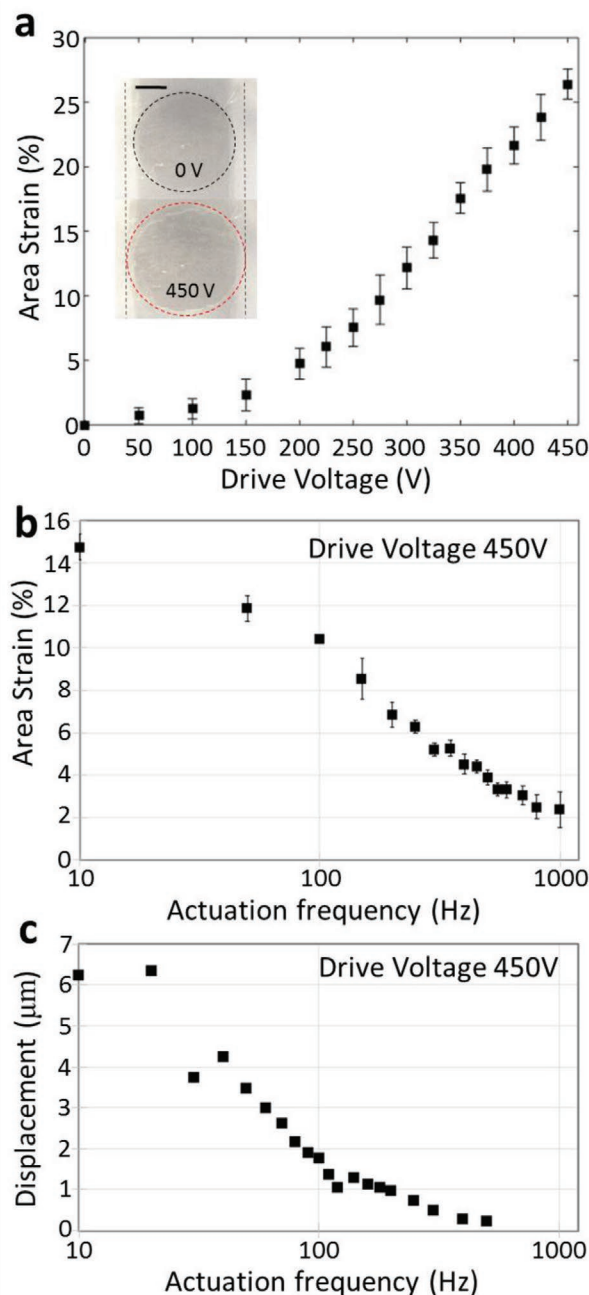 a
30
25
20
15
10
5
0
Area Strain (%)
0 V
450 V
0 50 100 150 200 250 300 350 400 450
Drive Voltage (V)
b
16
14
12
10
8
6
4
2
0
Area Strain (%)
Drive Voltage 450V
10 100 1000
Actuation frequency (Hz)
c
7
6
5
4
3
2
1
0
Displacement (μm)
Drive Voltage 450V
10 100 1000
Actuation frequency (Hz)